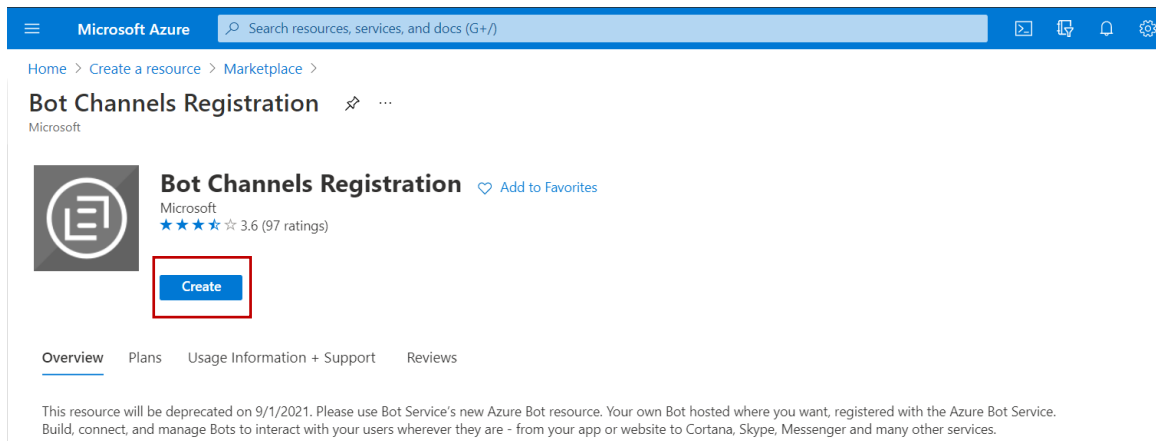 Microsoft Azure
Search resources, services, and docs (G+/)
Home > Create a resource > Marketplace >
Bot Channels Registration ...
Microsoft
Bot Channels Registration
Add to Favorites
Microsoft
3.6 (97 ratings)
Create
Overview Plans Usage Information + Support Reviews
This resource will be deprecated on 9/1/2021. Please use Bot Service's new Azure Bot resource. Your own Bot hosted where you want, registered with the Azure Bot Service.
Build, connect, and manage Bots to interact with your users wherever they are - from your app or website to Cortana, Skype, Messenger and many other services.